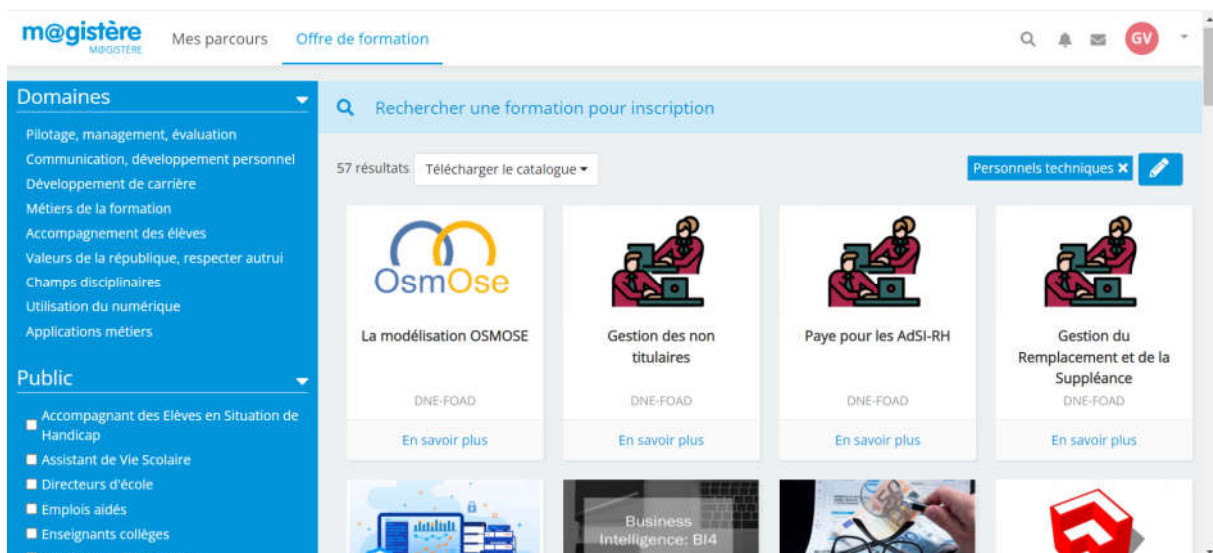 m@gistère
M@GISTÈRE
Mes parcours
Offre de formation
GV
Domaines
Pilotage, management, évaluation
Communication, développement personnel
Développement de carrière
Métiers de la formation
Accompagnement des élèves
Valeurs de la république, respecter autrui
Champs disciplinaires
Utilisation du numérique
Applications métiers
Public
Accompagnant des Elèves en Situation de
Handicap
Assistant de Vie Scolaire
Directeurs d'école
Emplois aidés
Enseignants collèges
Rechercher une formation pour inscription
57 résultats
Télécharger le catalogue
Personnels techniques ×
OsmOse
La modélisation OSMOSE
DNE-FOAD
En savoir plus
Gestion des non
titulaires
DNE-FOAD
En savoir plus
Paye pour les AdSI-RH
DNE-FOAD
En savoir plus
Gestion du
Remplacement et de la
Suppléance
DNE-FOAD
En savoir plus
Business
Intelligence: BI4